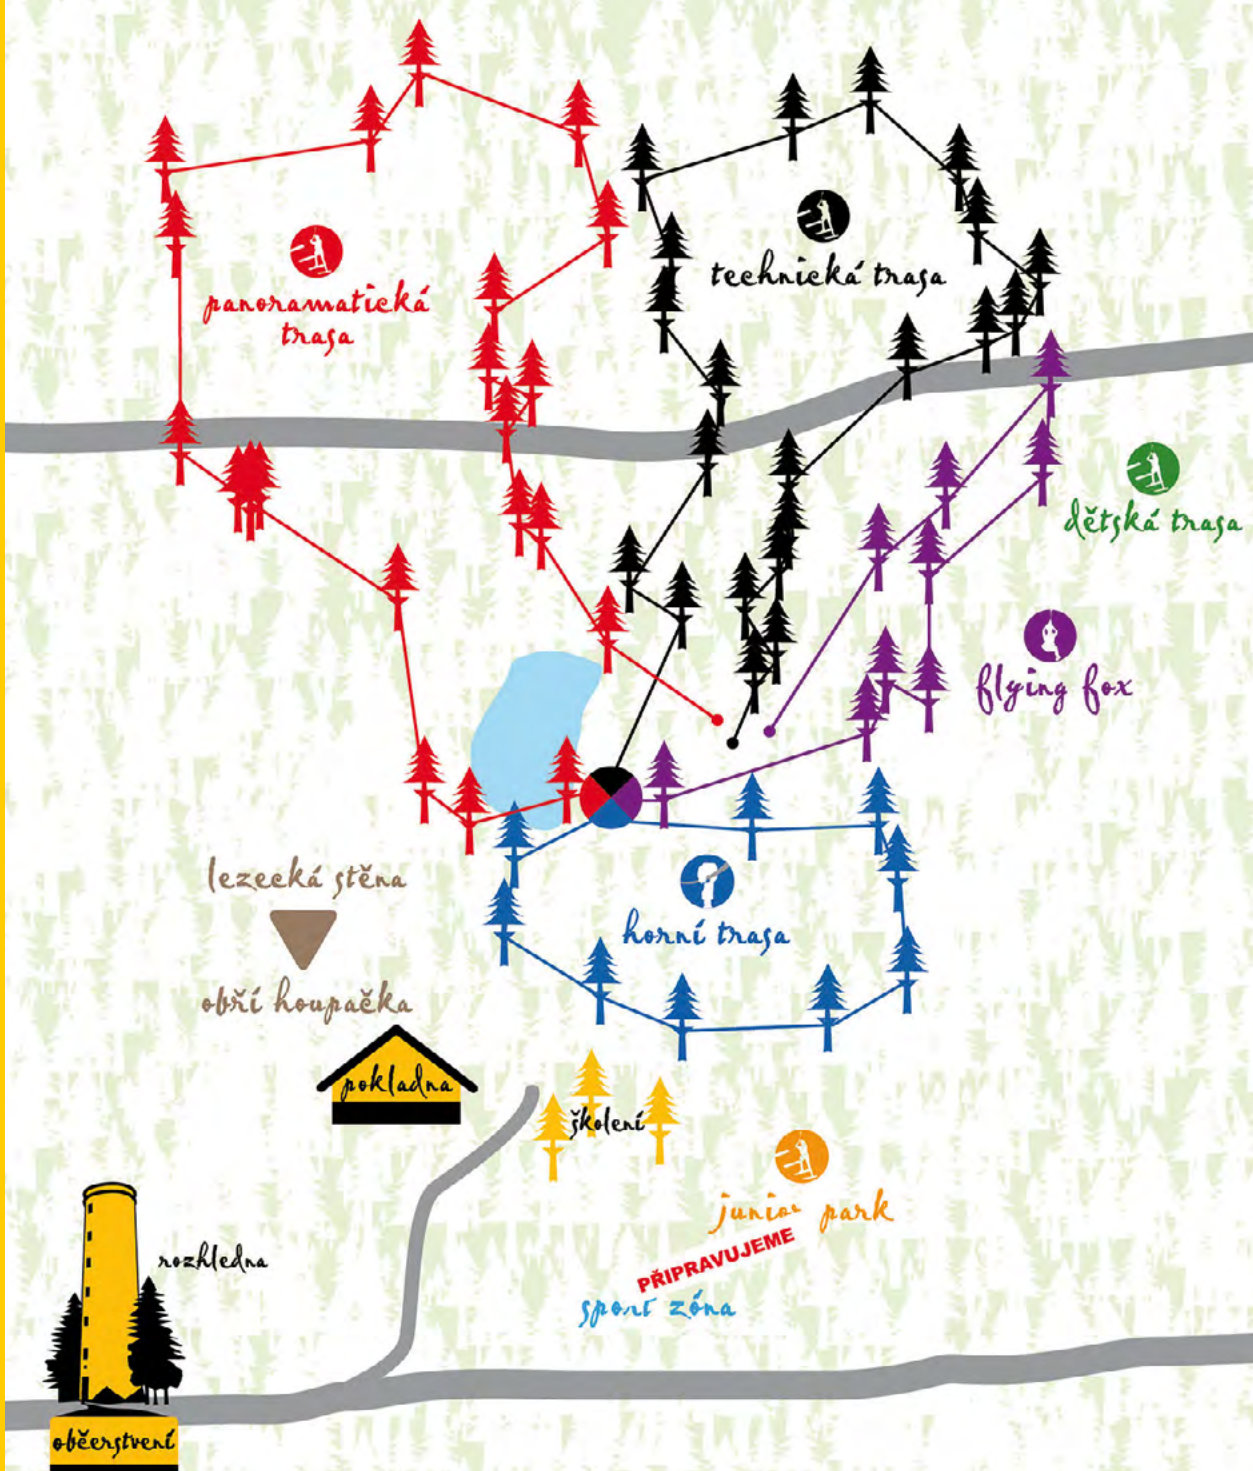 technická trasa
panoramatická
trasa
dětská trasa
flying fox
lezecká stěna
horní trasa
obří houpačka
pokladna
školení
junior park
PŘIPRAVUJEME
sport zóna
rozhledna
občerstvení